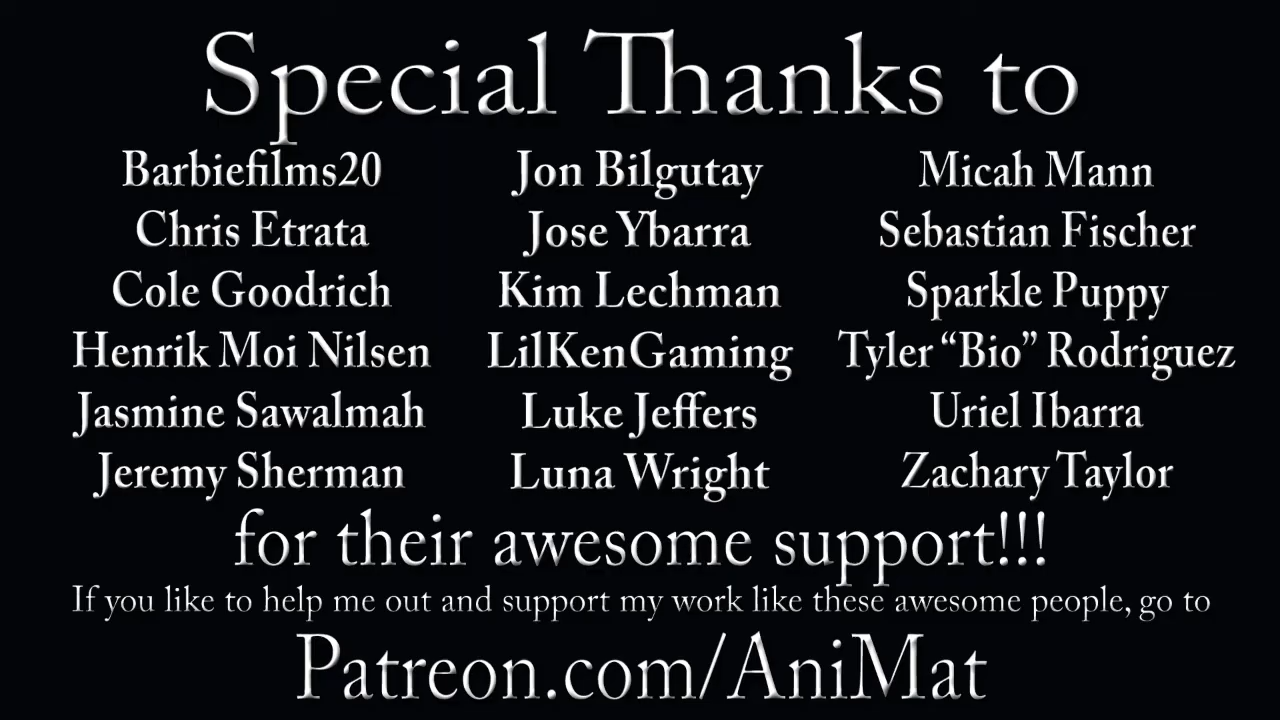 Special Thanks to
Barbiefilms20 Jon Bilgutay Micah Mann
Chris Etrata Jose Ybarra Sebastian Fischer
Cole Goodrich Kim Lechman Sparkle Puppy
Henrik Moi Nilsen LilKenGaming Tyler “Bio” Rodriguez
Jasmine Sawalmah Luke Jeffers Uriel Ibarra
Jeremy Sherman Luna Wright Zachary Taylor
for their awesome support!!!
If you like to help me out and support my work like these awesome people, go to
Patreon.com/AniMat